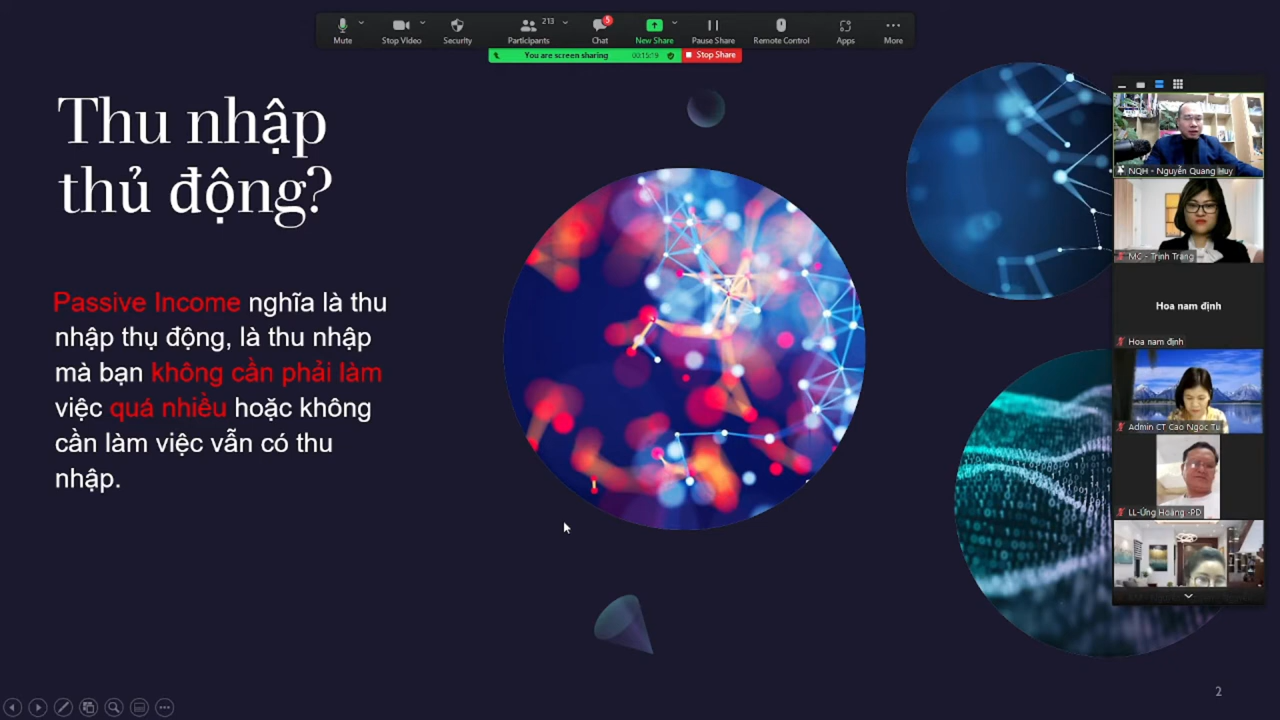 213
5
Mute
Stop Video
Security
Participants
Chat
New Share
Pause Share
Remote Control
Apps
More
You are screen sharing
00:15:19
Stop Share
Thu nhập
thủ động?
Passive Income nghĩa là thu
nhập thụ động, là thu nhập
mà bạn không cần phải làm
việc quá nhiều hoặc không
cần làm việc vẫn có thu
nhập.
NQH - Nguyễn Quang Huy
MC - Trịnh Trang
Hoa nam định
Hoa nam định
Admin CT Cao Ngọc Tú
LL-Ứng Hoàng -PD
2